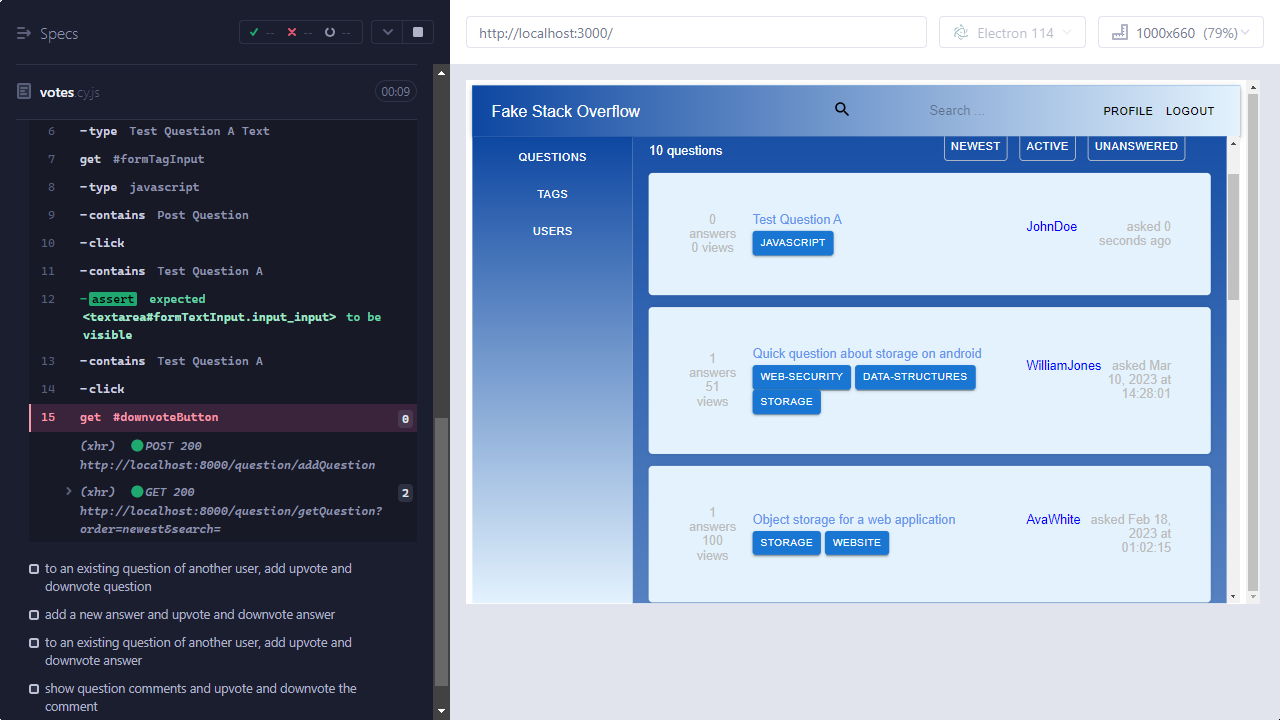 Specs
-- -- --
votes.cy.js
00:09
6 -type Test Question A Text
7 get #formTagInput
8 -type javascript
9 -contains Post Question
10 -click
11 -contains Test Question A
12 -assert expected
<textarea#formTextInput.input_input> to be
visible
13 -contains Test Question A
14 -click
15 get #downvoteButton 0
(xhr) POST 200
http://localhost:8000/question/addQuestion
(xhr) GET 200 2
http://localhost:8000/question/getQuestion?
order=newest&search=
to an existing question of another user, add upvote and
downvote question
add a new answer and upvote and downvote answer
to an existing question of another user, add upvote and
downvote answer
show question comments and upvote and downvote the
comment
http://localhost:3000/
Electron 114
1000x660 (79%)
Fake Stack Overflow
Search ...
PROFILE LOGOUT
QUESTIONS
TAGS
USERS
10 questions
NEWEST ACTIVE UNANSWERED
0
answers
0 views
Test Question A
JAVASCRIPT
JohnDoe
asked 0
seconds ago
1
answers
51
views
Quick question about storage on android
WEB-SECURITY DATA-STRUCTURES
STORAGE
WilliamJones
asked Mar
10, 2023 at
14:28:01
1
answers
100
views
Object storage for a web application
STORAGE WEBSITE
AvaWhite
asked Feb 18,
2023 at
01:02:15